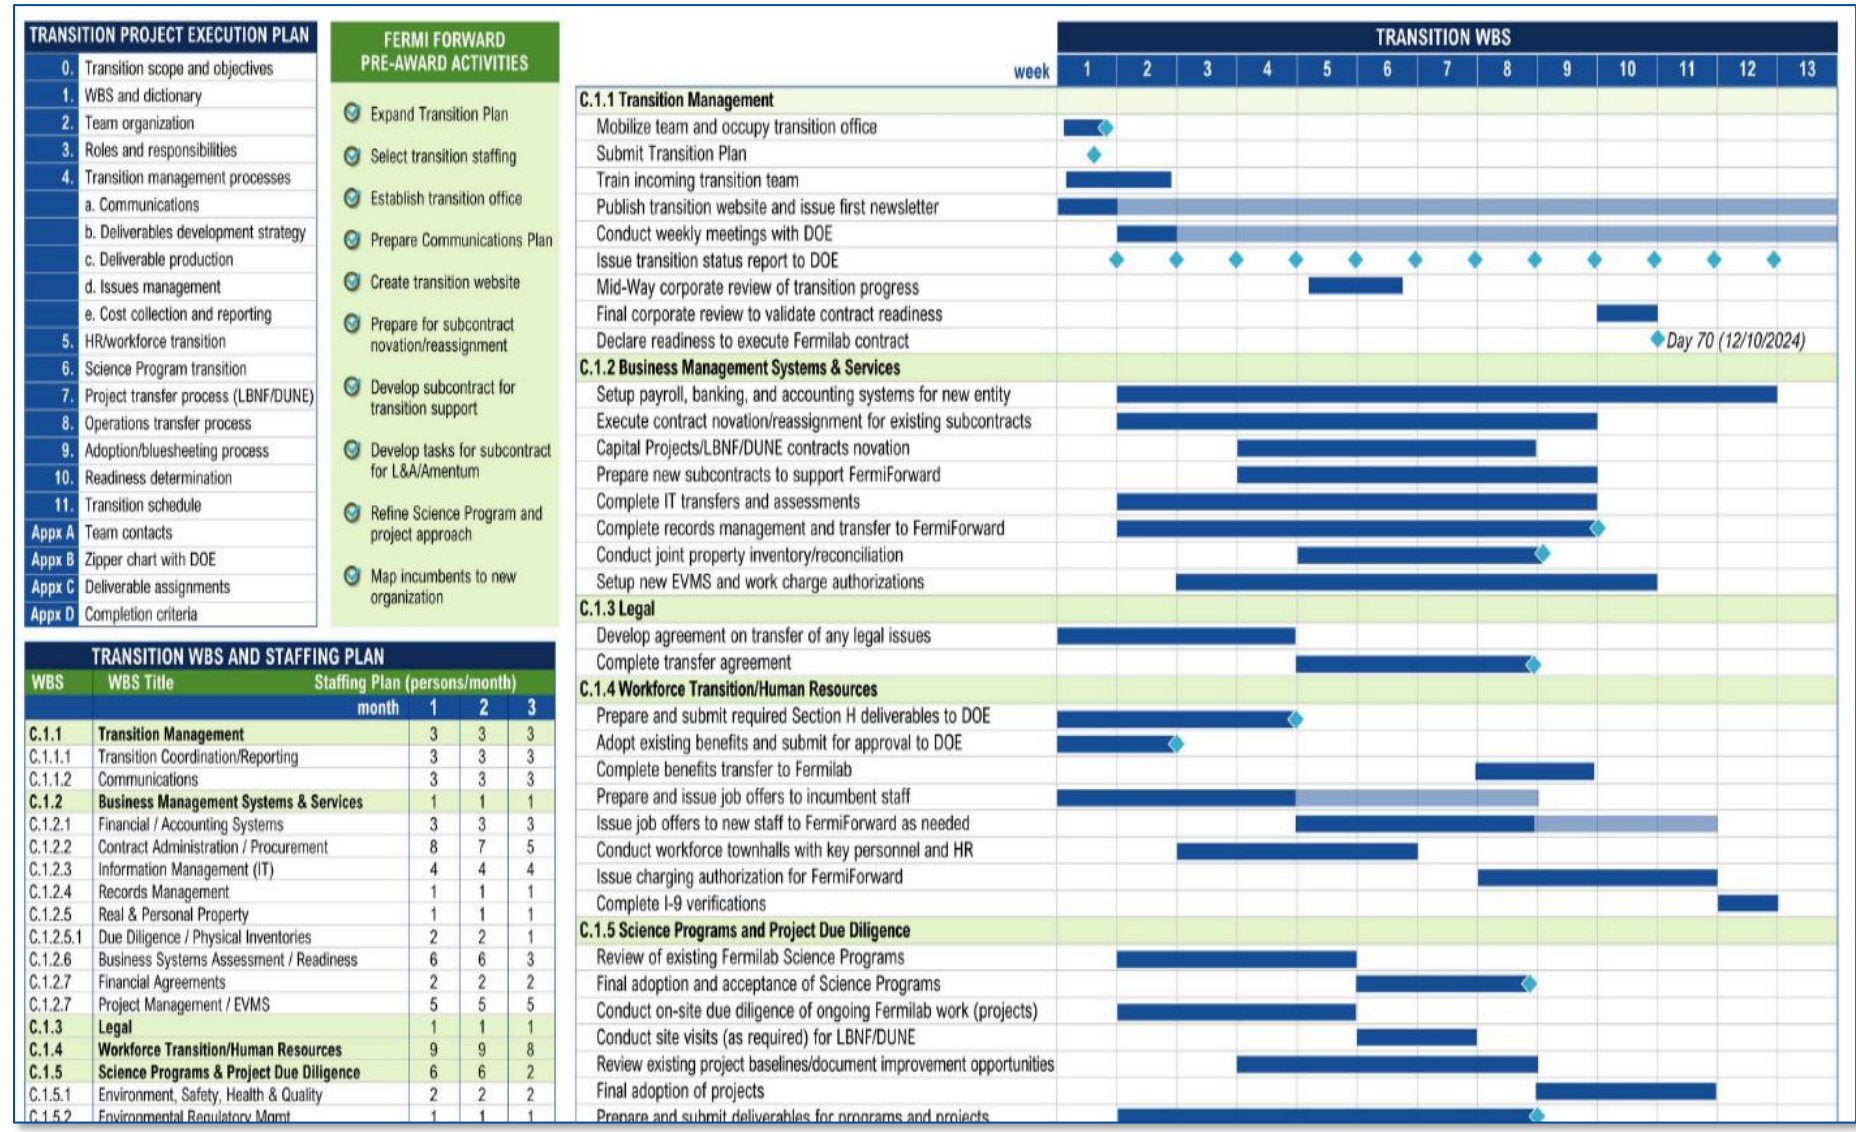 TRANSITION PROJECT EXECUTION PLAN
0. Transition scope and objectives
1. WBS and dictionary
2. Team organization
3. Roles and responsibilities
4. Transition management processes
a. Communications
b. Deliverables development strategy
c. Deliverable production
d. Issues management
e. Cost collection and reporting
5. HR/workforce transition
6. Science Program transition
7. Project transfer process (LBNF/DUNE)
8. Operations transfer process
9. Adoption/bluesheeting process
10. Readiness determination
11. Transition schedule
Appx A Team contacts
Appx B Zipper chart with DOE
Appx C Deliverable assignments
Appx D Completion criteria
FERMI FORWARD
PRE-AWARD ACTIVITIES
Expand Transition Plan
Select transition staffing
Establish transition office
Prepare Communications Plan
Create transition website
Prepare for subcontract
novation/reassignment
Develop subcontract for
transition support
Develop tasks for subcontract
for L&A/Amentum
Refine Science Program and
project approach
Map incumbents to new
organization
TRANSITION WBS AND STAFFING PLAN
WBS WBS Title Staffing Plan (persons/month)
month 1 2 3
C.1.1 Transition Management 3 3 3
C.1.1.1 Transition Coordination/Reporting 3 3 3
C.1.1.2 Communications 3 3 3
C.1.2 Business Management Systems & Services 1 1 1
C.1.2.1 Financial / Accounting Systems 3 3 3
C.1.2.2 Contract Administration / Procurement 8 7 5
C.1.2.3 Information Management (IT) 4 4 4
C.1.2.4 Records Management 1 1 1
C.1.2.5 Real & Personal Property 1 1 1
C.1.2.5.1 Due Diligence / Physical Inventories 2 2 1
C.1.2.6 Business Systems Assessment / Readiness 6 6 3
C.1.2.7 Financial Agreements 2 2 2
C.1.2.7 Project Management / EVMS 5 5 5
C.1.3 Legal 1 1 1
C.1.4 Workforce Transition/Human Resources 9 9 8
C.1.5 Science Programs & Project Due Diligence 6 6 2
C.1.5.1 Environment, Safety, Health & Quality 2 2 2
C.1.5.2 Environmental Regulatory Mgmt 1 1 1
TRANSITION WBS
week 1 2 3 4 5 6 7 8 9 10 11 12 13
C.1.1 Transition Management
Mobilize team and occupy transition office
Submit Transition Plan
Train incoming transition team
Publish transition website and issue first newsletter
Conduct weekly meetings with DOE
Issue transition status report to DOE
Mid-Way corporate review of transition progress
Final corporate review to validate contract readiness
Declare readiness to execute Fermilab contract Day 70 (12/10/2024)
C.1.2 Business Management Systems & Services
Setup payroll, banking, and accounting systems for new entity
Execute contract novation/reassignment for existing subcontracts
Capital Projects/LBNF/DUNE contracts novation
Prepare new subcontracts to support FermiForward
Complete IT transfers and assessments
Complete records management and transfer to FermiForward
Conduct joint property inventory/reconciliation
Setup new EVMS and work charge authorizations
C.1.3 Legal
Develop agreement on transfer of any legal issues
Complete transfer agreement
C.1.4 Workforce Transition/Human Resources
Prepare and submit required Section H deliverables to DOE
Adopt existing benefits and submit for approval to DOE
Complete benefits transfer to Fermilab
Prepare and issue job offers to incumbent staff
Issue job offers to new staff to FermiForward as needed
Conduct workforce townhalls with key personnel and HR
Issue charging authorization for FermiForward
Complete I-9 verifications
C.1.5 Science Programs and Project Due Diligence
Review of existing Fermilab Science Programs
Final adoption and acceptance of Science Programs
Conduct on-site due diligence of ongoing Fermilab work (projects)
Conduct site visits (as required) for LBNF/DUNE
Review existing project baselines/document improvement opportunities
Final adoption of projects
Prepare and submit deliverables for programs and projects